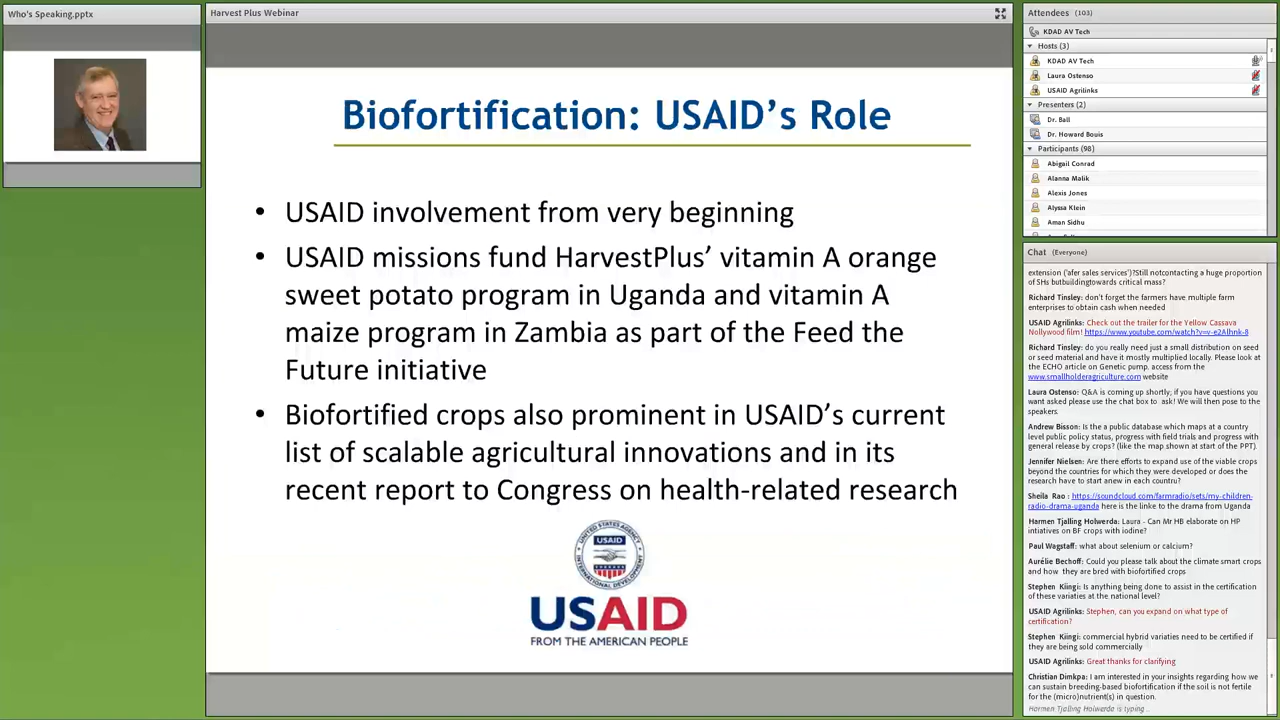 Who's Speaking.pptx
Harvest Plus Webinar
Biofortification: USAID's Role
• USAID involvement from very beginning
• USAID missions fund HarvestPlus' vitamin A orange
sweet potato program in Uganda and vitamin A
maize program in Zambia as part of the Feed the
Future initiative
• Biofortified crops also prominent in USAID's current
list of scalable agricultural innovations and in its
recent report to Congress on health-related research
UNITED STATES AGENCY
USAID
INTERNATIONAL DEVELOPMENT
USAID
FROM THE AMERICAN PEOPLE
Attendees (103)
KDAD AV Tech
Hosts (3)
KDAD AV Tech
Laura Ostenso
USAID Agrilinks
Presenters (2)
Dr. Ball
Dr. Howard Bouis
Participants (98)
Abigail Conrad
Alanna Malik
Alexis Jones
Alyssa Klein
Aman Sidhu
Chat (Everyone)
extension ('afer sales services')?Still notcontacting a huge proportion
of SHs butbuildingtowards critical mass?
Richard Tinsley: don't forget the farmers have multiple farm
enterprises to obtain cash when needed
USAID Agrilinks: Check out the trailer for the Yellow Cassava
Nollywood film! https://www.youtube.com/watch?v=v-e2Alhnk-8
Richard Tinsley: do you really need just a small distribution on seed
or seed material and have it mostly multiplied locally. Please look at
the ECHO article on Genetic pump. access from the
www.smallholderagriculture.com website
Laura Ostenso: Q&A is coming up shortly; if you have questions you
want asked please use the chat box to  ask! We will then pose to the
speakers.
Andrew Bisson: Is the a public database which maps at a country
level public policy status, progress with field trials and progress with
general release by crops? (like the map shown at start of the PPT).
Jennifer Nielsen: Are there efforts to expand use of the viable crops
beyond the countries for which they were developed or does the
research have to start anew in each countru?
Sheila  Rao : https://soundcloud.com/farmradio/sets/my-children-
radio-drama-uganda here is the linke to the drama from Uganda
Harmen Tjalling Holwerda: Laura - Can Mr HB elaborate on HP
intiatives on BF crops with iodine?
Paul Wagstaff: what about selenium or calcium?
Aurélie Bechoff: Could you please talk about the climate smart crops
and how  they are bred with biofortified crops
Stephen Kiingi: Is anything being done to assist in the certification
of these variaties at the national level?
USAID Agrilinks: Stephen, can you expand on what type of
certification?
Stephen Kiingi: commercial hybrid variaties need to be certified if
they are being sold commercially
USAID Agrilinks: Great thanks for clarifying
Christian Dimkpa: I am interested in your insights regarding how we
can sustain breeding-based biofortification if the soil is not fertile
for the (micro)nutrient(s) in question.
Harmen Tjalling Holwerda is typing...